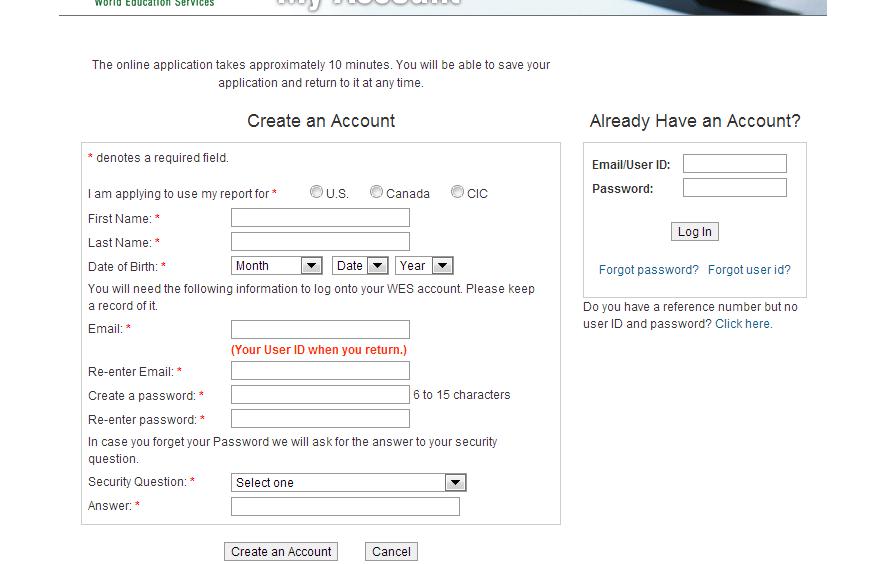 World Education Services
My Account
The online application takes approximately 10 minutes. You will be able to save your
application and return to it at any time.
Create an Account
* denotes a required field.
I am applying to use my report for * U.S. Canada CIC
First Name: *
Last Name: *
Date of Birth: * Month Date Year
You will need the following information to log onto your WES account. Please keep
a record of it.
Email: *
(Your User ID when you return.)
Re-enter Email: *
Create a password: * 6 to 15 characters
Re-enter password: *
In case you forget your Password we will ask for the answer to your security
question.
Security Question: * Select one
Answer: *
Create an Account Cancel
Already Have an Account?
Email/User ID:
Password:
Log In
Forgot password? Forgot user id?
Do you have a reference number but no
user ID and password? Click here.